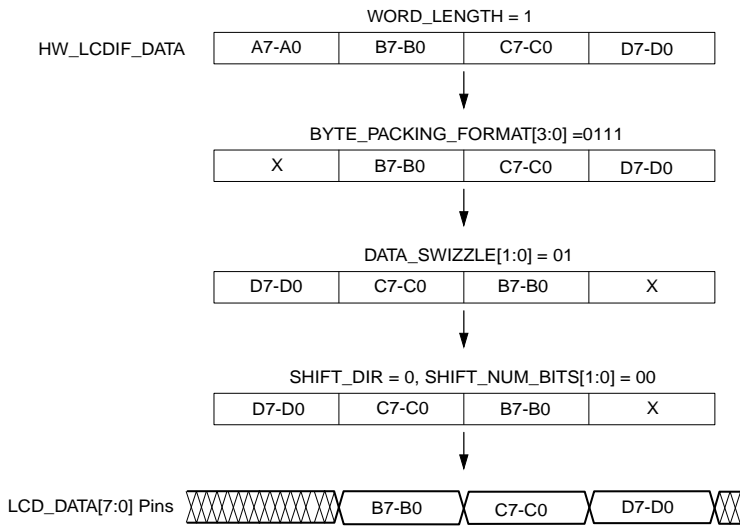 WORD_LENGTH = 1
HW_LCDIF_DATA A7-A0 B7-B0 C7-C0 D7-D0
BYTE_PACKING_FORMAT[3:0] =0111
X B7-B0 C7-C0 D7-D0
DATA_SWIZZLE[1:0] = 01
D7-D0 C7-C0 B7-B0 X
SHIFT_DIR = 0, SHIFT_NUM_BITS[1:0] = 00
D7-D0 C7-C0 B7-B0 X
LCD_DATA[7:0] Pins B7-B0 C7-C0 D7-D0